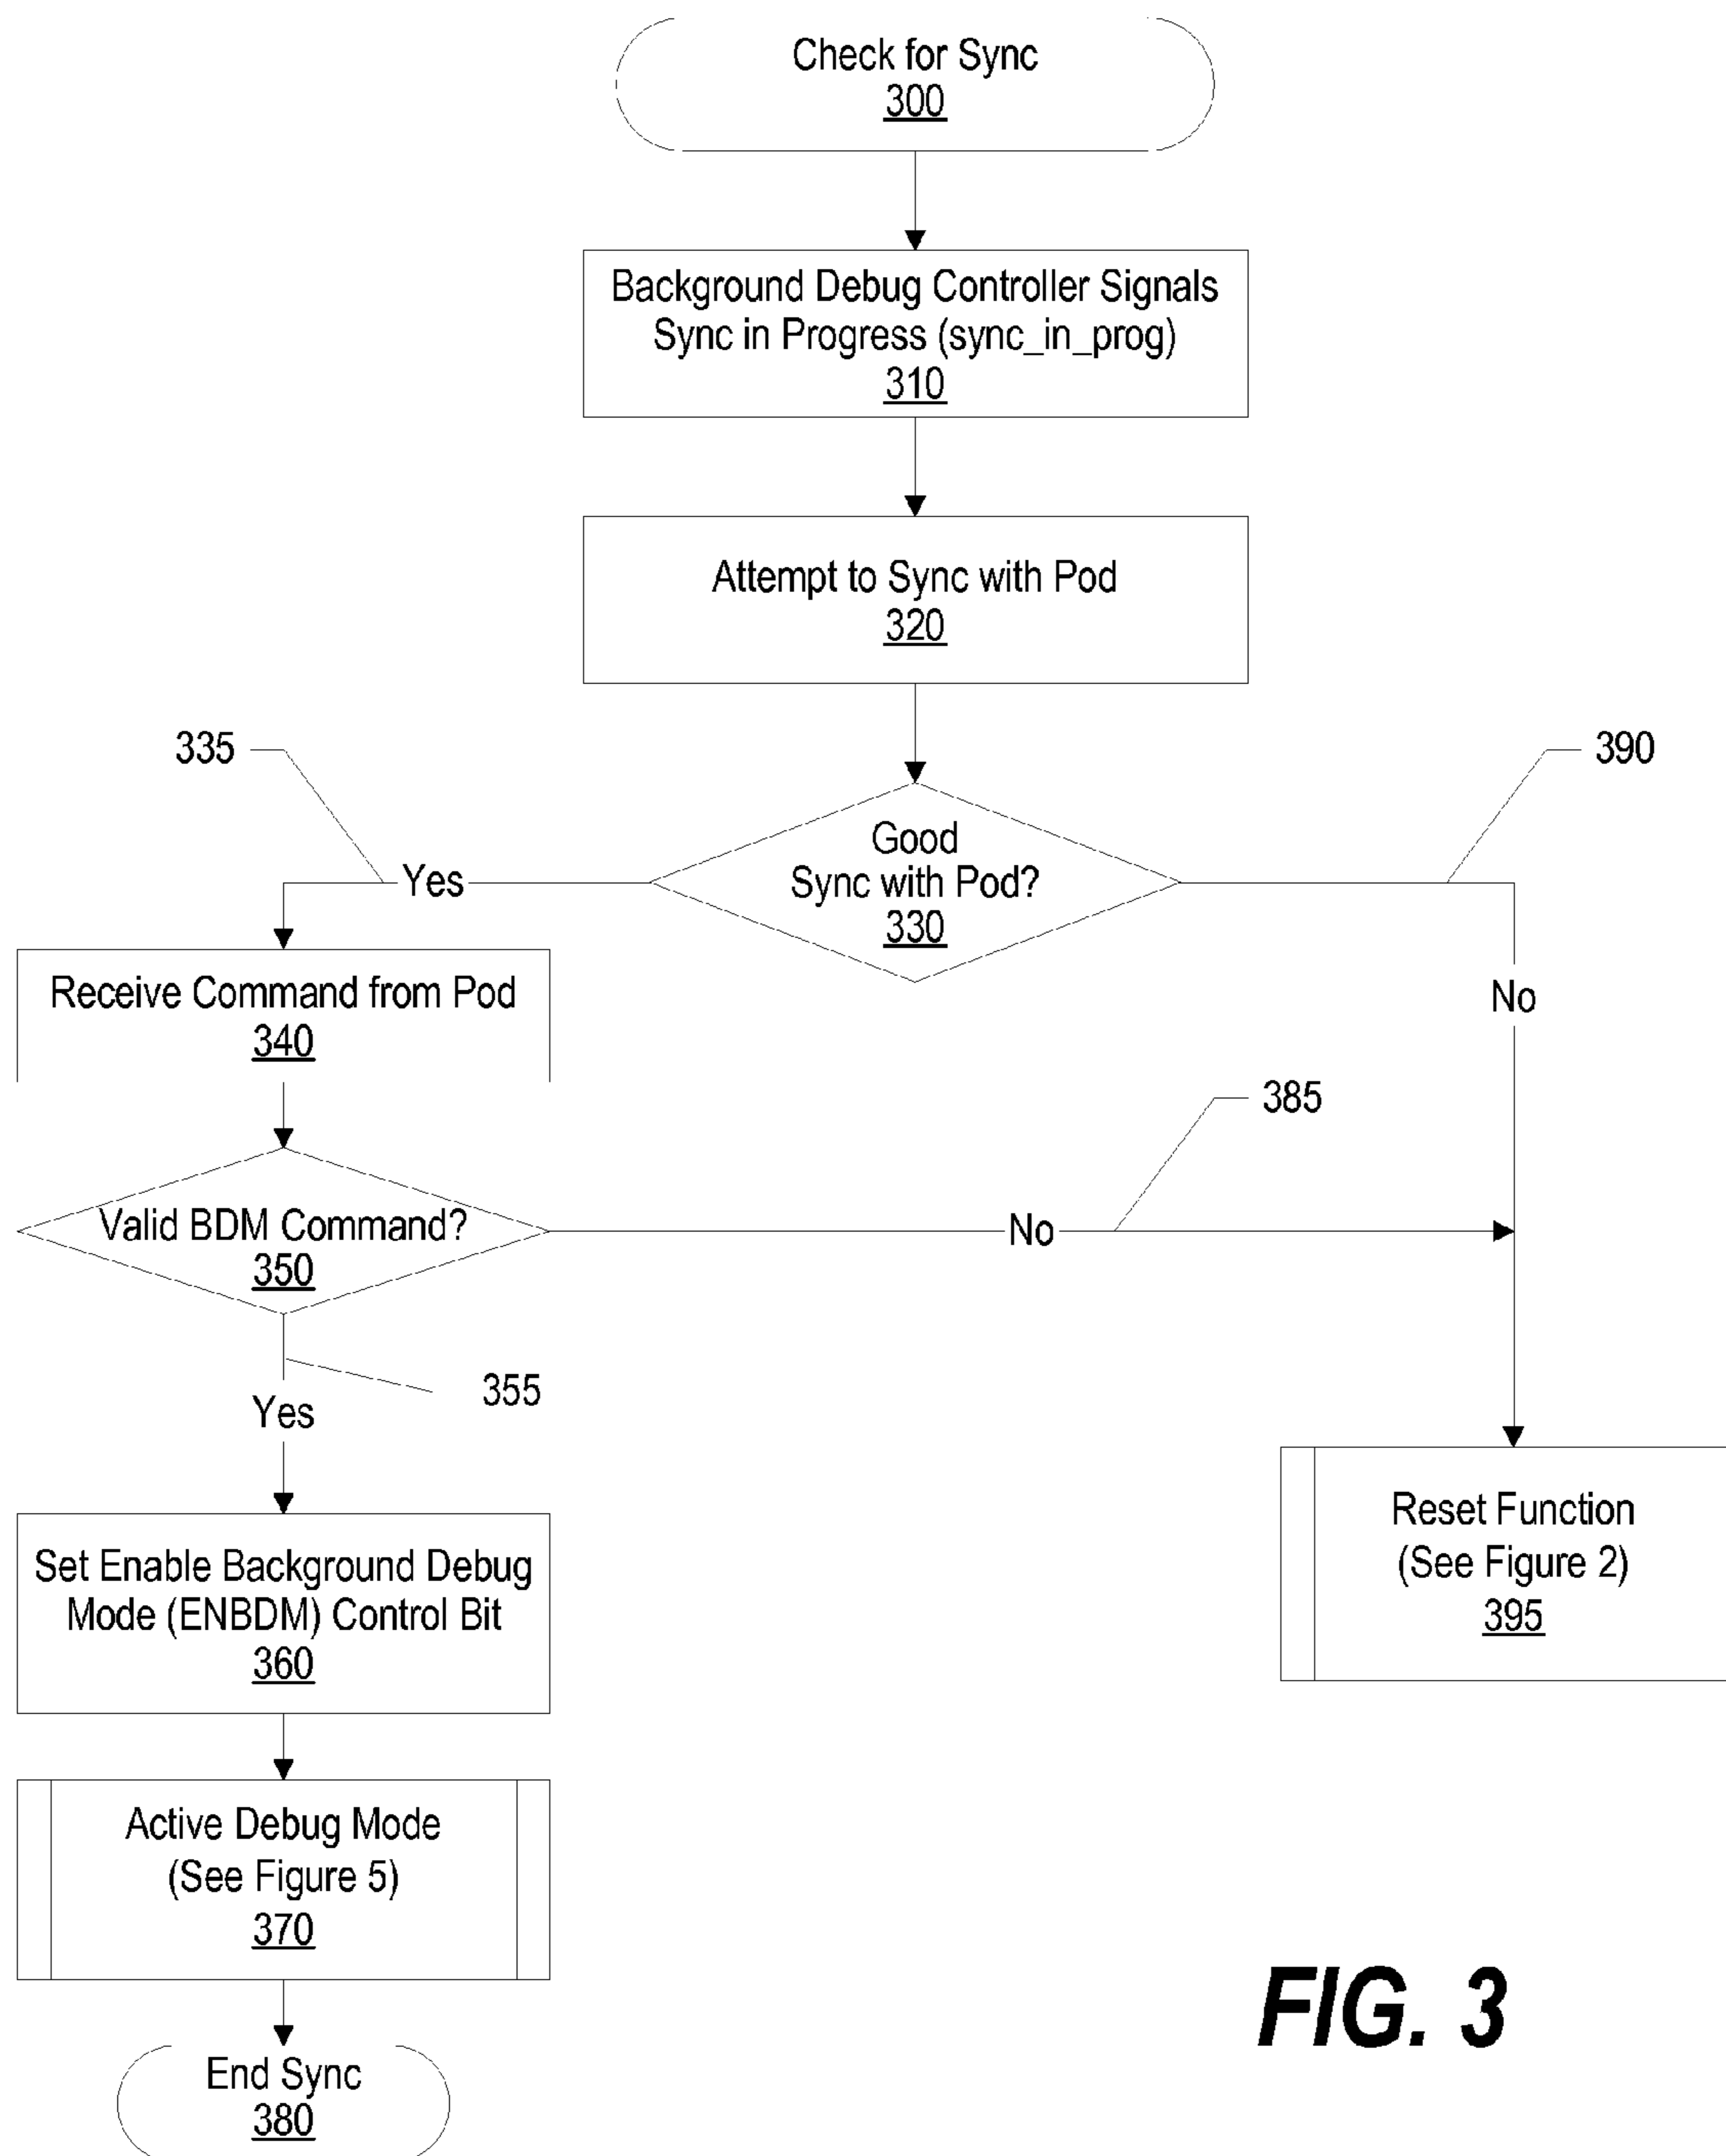 Check for Sync
300
Background Debug Controller Signals
Sync in Progress (sync_in_prog)
310
Attempt to Sync with Pod
320
335
390
Good
Sync with Pod?
330
Yes
No
Receive Command from Pod
340
385
Valid BDM Command?
350
No
355
Yes
Set Enable Background Debug
Mode (ENBDM) Control Bit
360
Reset Function
(See Figure 2)
395
Active Debug Mode
(See Figure 5)
370
End Sync
380
FIG. 3